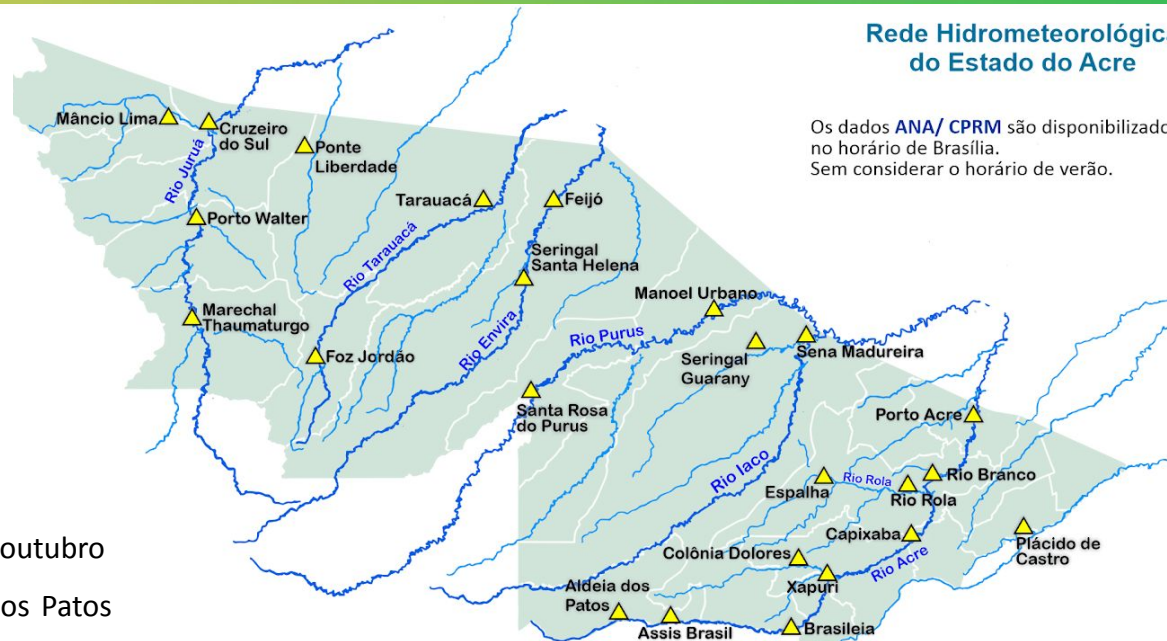 Rede Hidrometeorológica
do Estado do Acre
Os dados ANA/ CPRM são disponibilizado
no horário de Brasília.
Sem considerar o horário de verão.
Mâncio Lima
Cruzeiro
do Sul
Ponte
Liberdade
Rio Juruá
Porto Walter
Tarauacá
Feijó
Rio Tarauacá
Seringal
Santa Helena
Marechal
Thaumaturgo
Foz Jordão
Rio Envira
Manoel Urbano
Rio Purus
Seringal
Guarany
Sena Madureira
Santa Rosa
do Purus
Porto Acre
Rio Iaco
Espalha
Rio Rola
Rio Rola
Rio Branco
Capixaba
Plácido de
Castro
Colônia Dolores
Rio Acre
Xapuri
Aldeia dos
Patos
Assis Brasil
Brasileia
outubro
os Patos